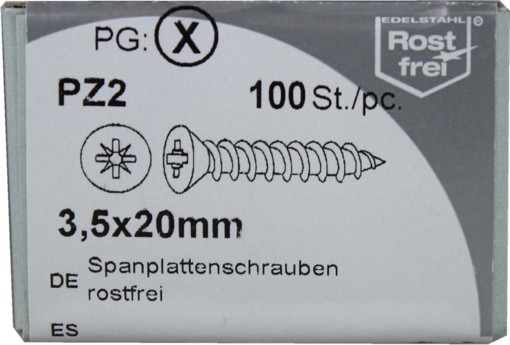 PG: X
EDELSTAHL ®
Rost
frei
PZ2
100 St./pc.
3,5x20mm
DE Spanplattenschrauben
rostfrei
ES